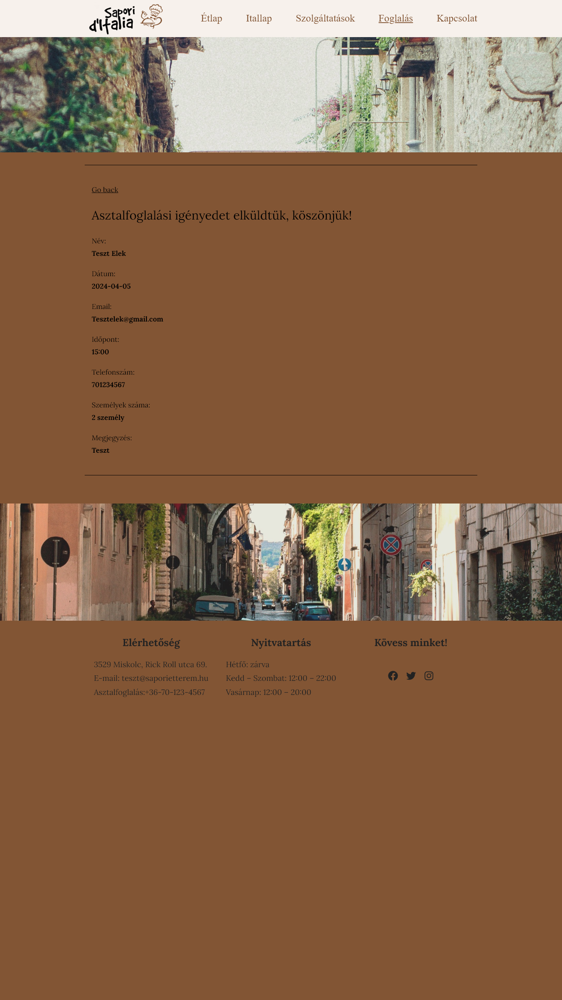 Sapori
d'Italia
Étlap Itallap Szolgáltatások Foglalás Kapcsolat
Go back
Asztalfoglalási igényedet elküldtük, köszönjük!
Név:
Teszt Elek
Dátum:
2024-04-05
Email:
Tesztelek@gmail.com
Időpont:
15:00
Telefonszám:
701234567
Személyek száma:
2 személy
Megjegyzés:
Teszt
Elérhetőség
3529 Miskolc, Rick Roll utca 69.
E-mail: teszt@saporietterem.hu
Asztalfoglalás:+36-70-123-4567
Nyitvatartás
Hétfő: zárva
Kedd – Szombat: 12:00 – 22:00
Vasárnap: 12:00 – 20:00
Kövess minket!